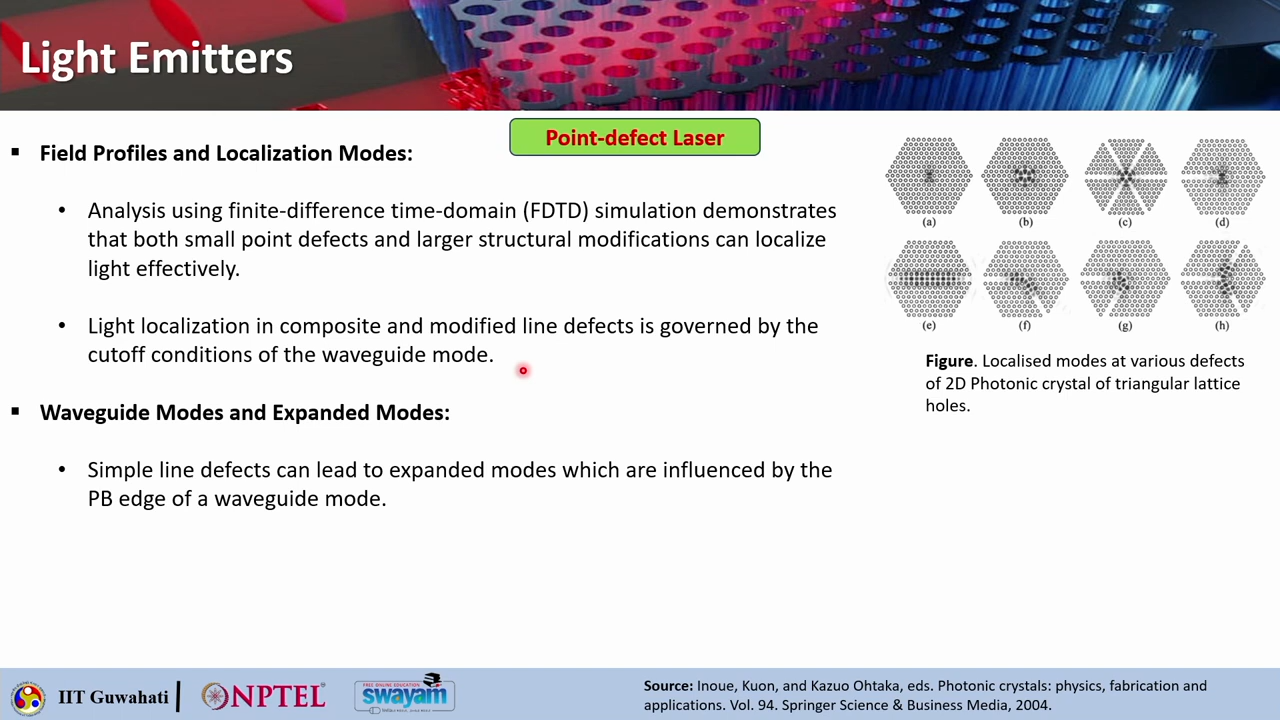 Light Emitters
Point-defect Laser
▪ Field Profiles and Localization Modes:
• Analysis using finite-difference time-domain (FDTD) simulation demonstrates
that both small point defects and larger structural modifications can localize
light effectively.
• Light localization in composite and modified line defects is governed by the
cutoff conditions of the waveguide mode.
▪ Waveguide Modes and Expanded Modes:
• Simple line defects can lead to expanded modes which are influenced by the
PB edge of a waveguide mode.
(a) (b) (c) (d)
(e) (f) (g) (h)
Figure. Localised modes at various defects
of 2D Photonic crystal of triangular lattice
holes.
IIT Guwahati
NPTEL
FREE ONLINE EDUCATION
swayam
Source: Inoue, Kuon, and Kazuo Ohtaka, eds. Photonic crystals: physics, fabrication and
applications. Vol. 94. Springer Science & Business Media, 2004.